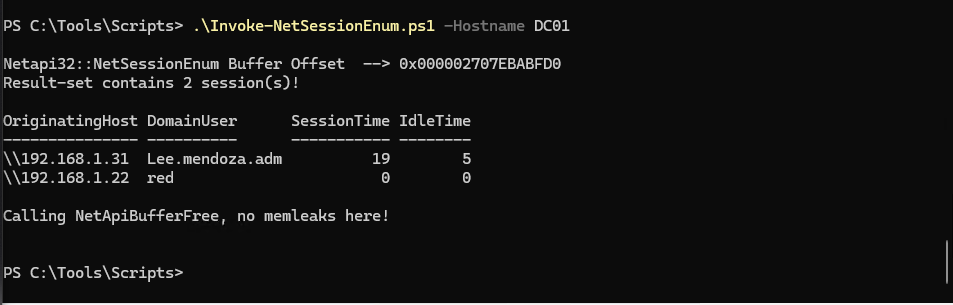 PS C:\Tools\Scripts> .\Invoke-NetSessionEnum.ps1 -Hostname DC01
Netapi32::NetSessionEnum Buffer Offset  --> 0x000002707EBABFD0
Result-set contains 2 session(s)!
OriginatingHost DomainUser      SessionTime IdleTime
--------------- ----------      ----------- --------
\\192.168.1.31  Lee.mendoza.adm          19        5
\\192.168.1.22  red                       0        0
Calling NetApiBufferFree, no memleaks here!
PS C:\Tools\Scripts>